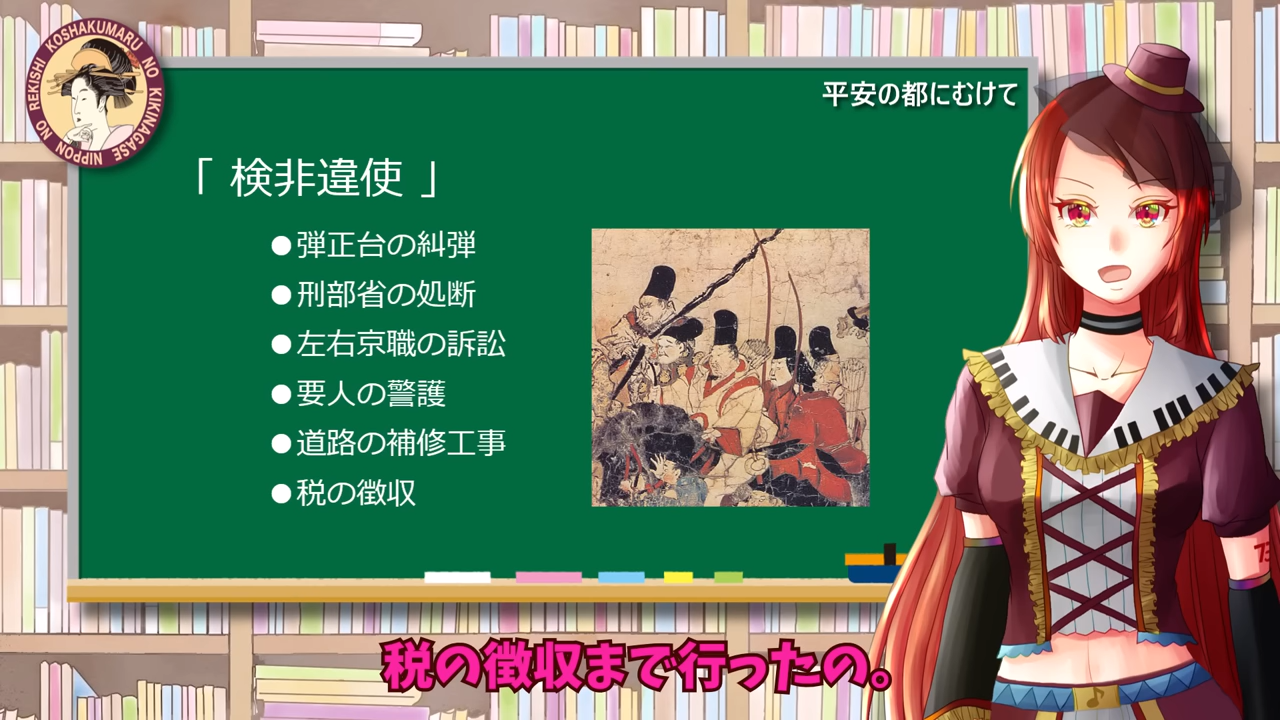 KOSHAKUMARU NO KIKINAGASE NIPPON NO REKISHI
平安の都にむけて
「 検非違使 」
●弾正台の糾弾
●刑部省の処断
●左右京職の訴訟
●要人の警護
●道路の補修工事
●税の徴収
73
税の徴収まで行ったの。